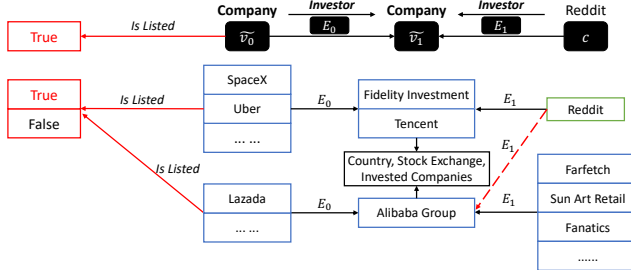 Company Investor Company Investor Reddit
True Is Listed ṽ₀ E₀ ṽ₁ E₁ c
SpaceX
True Is Listed Uber E₀ Fidelity Investment E₁ Reddit
False ... ... Tencent
Country, Stock Exchange,
Invested Companies
E₁
Is Listed
Farfetch
Lazada E₀ Alibaba Group E₁ Sun Art Retail
... ... Fanatics
......